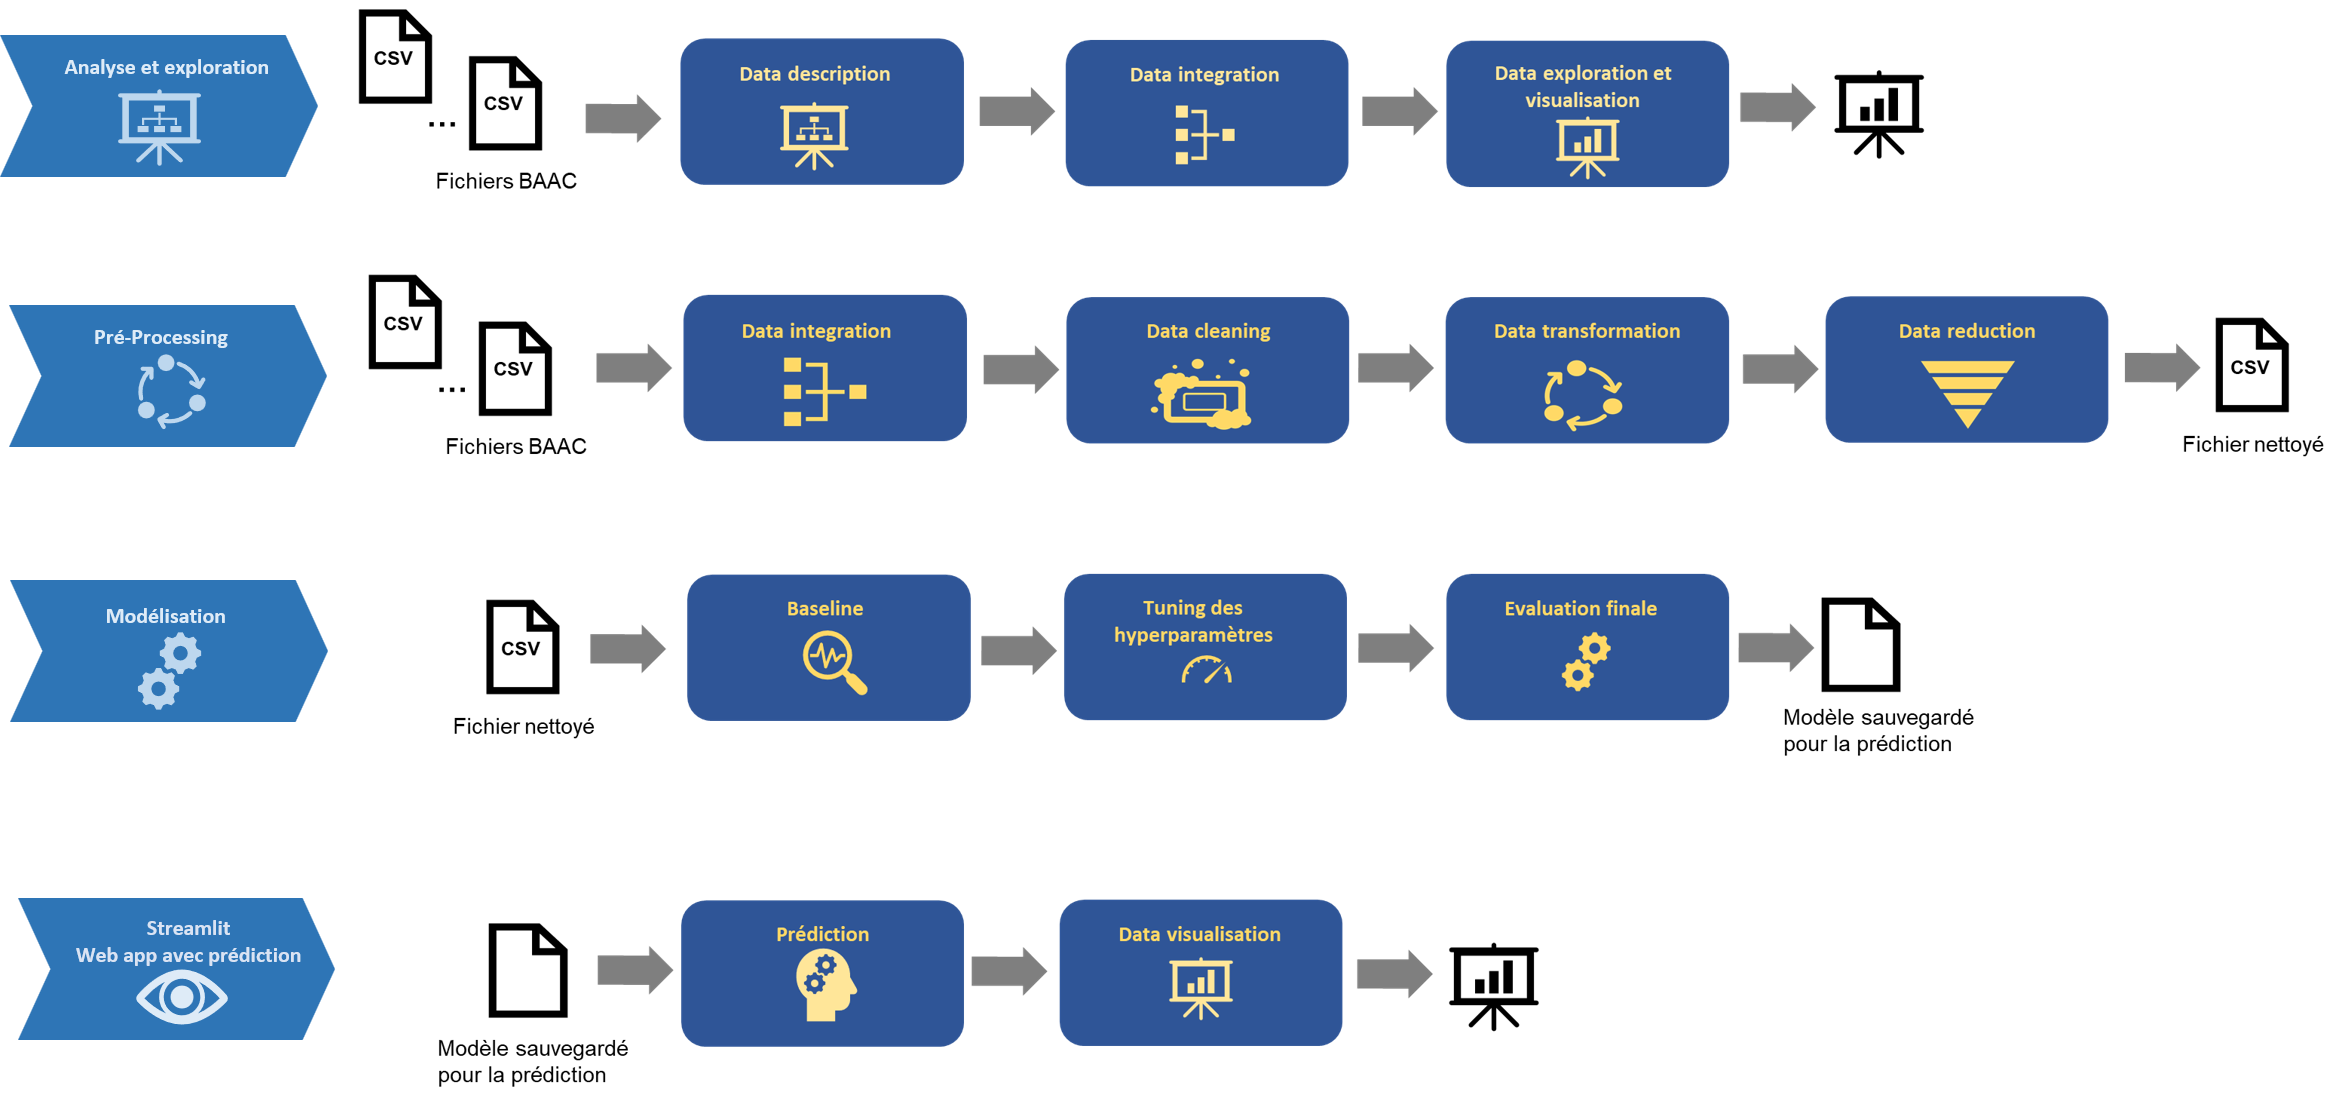 Analyse et exploration
CSV
...
CSV
Fichiers BAAC
Data description
Data integration
Data exploration et
visualisation
Pré-Processing
CSV
...
CSV
Fichiers BAAC
Data integration
Data cleaning
Data transformation
Data reduction
CSV
Fichier nettoyé
Modélisation
CSV
Fichier nettoyé
Baseline
Tuning des
hyperparamètres
Evaluation finale
Modèle sauvegardé
pour la prédiction
Streamlit
Web app avec prédiction
Modèle sauvegardé
pour la prédiction
Prédiction
Data visualisation